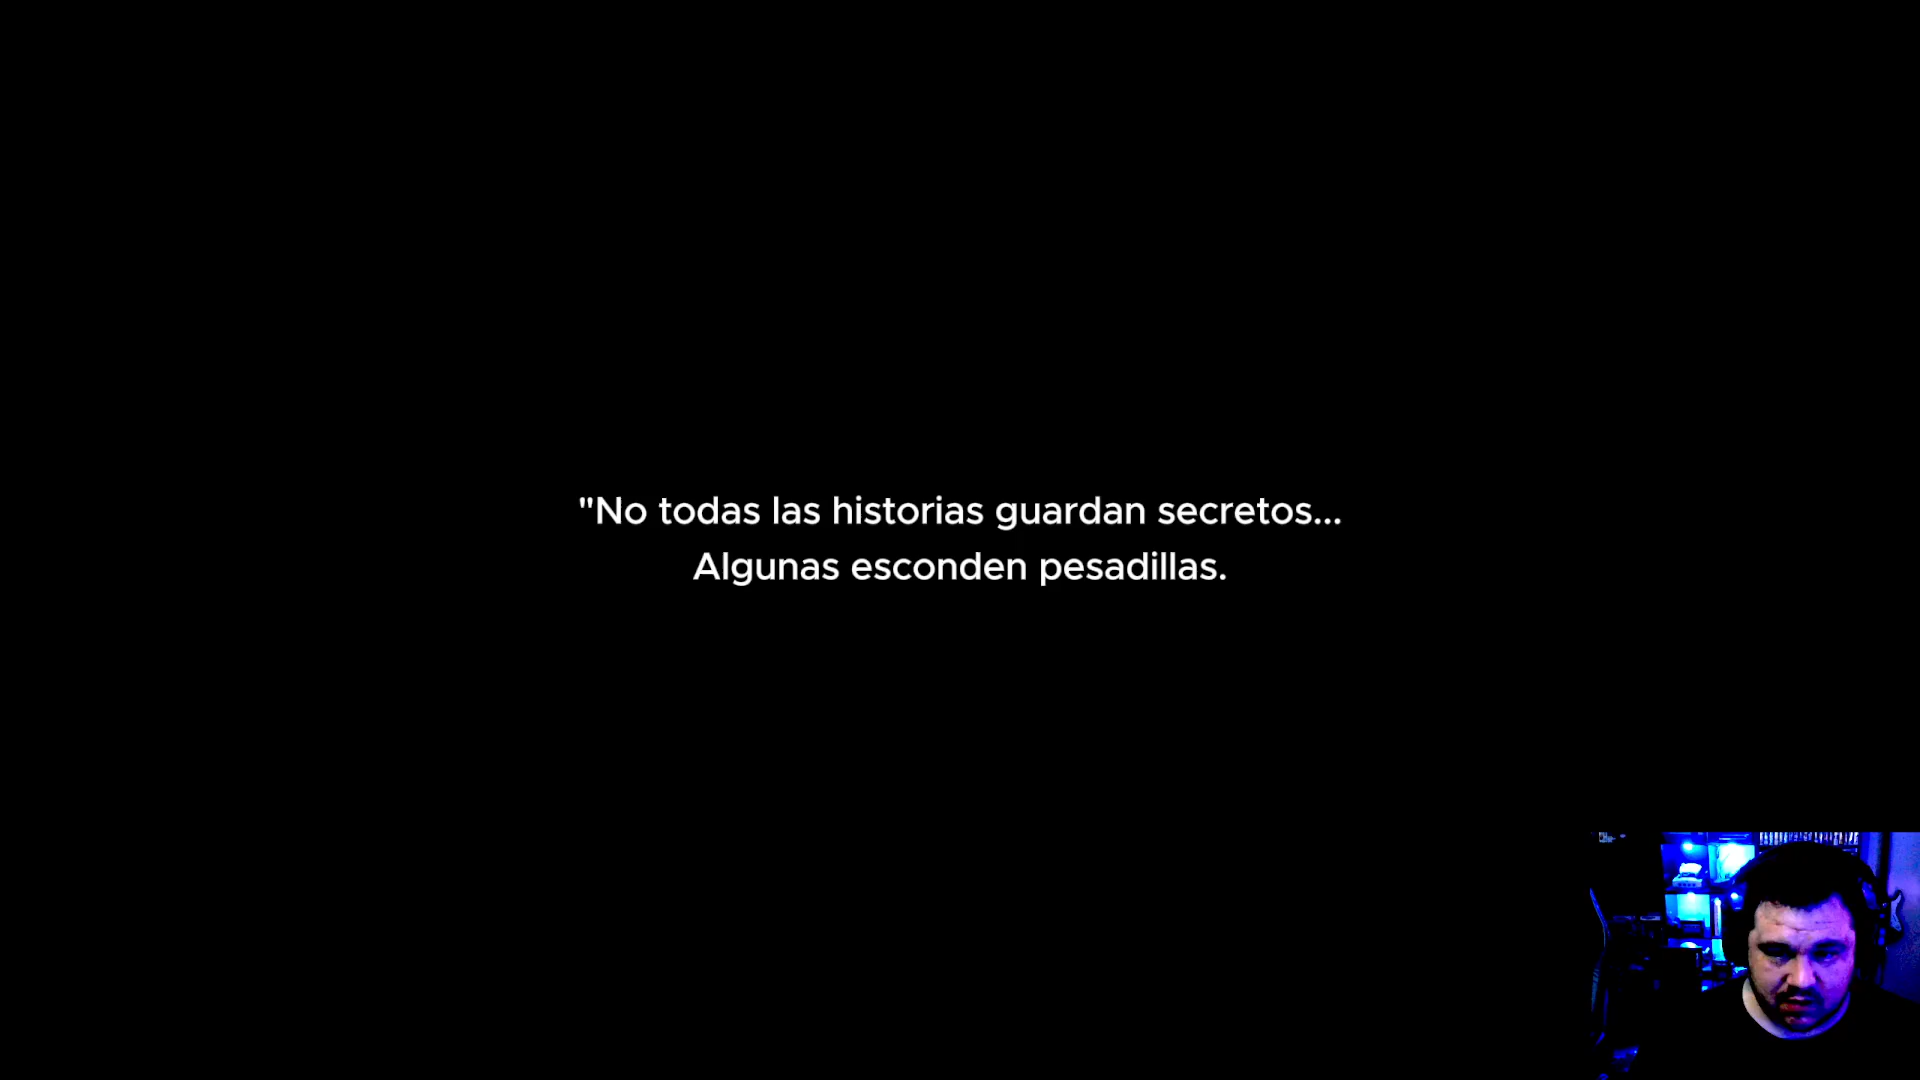 "No todas las historias guardan secretos...
Algunas esconden pesadillas.